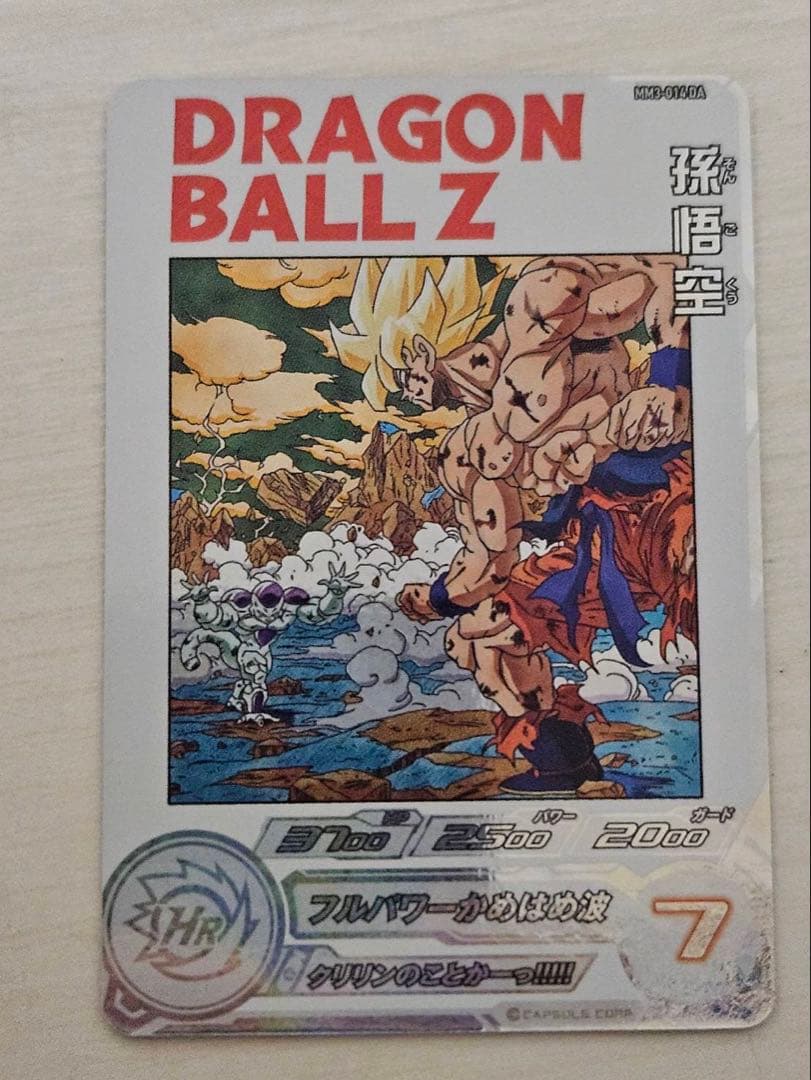 MM3-014DA
DRAGON
BALL Z
孫悟空
そんごくう
HP
パワー
ガード
3700
2500
2000
HR
フルパワーかめはめ波
7
クリリンのことかーっ!!!!!
©CAPSULE CORP.